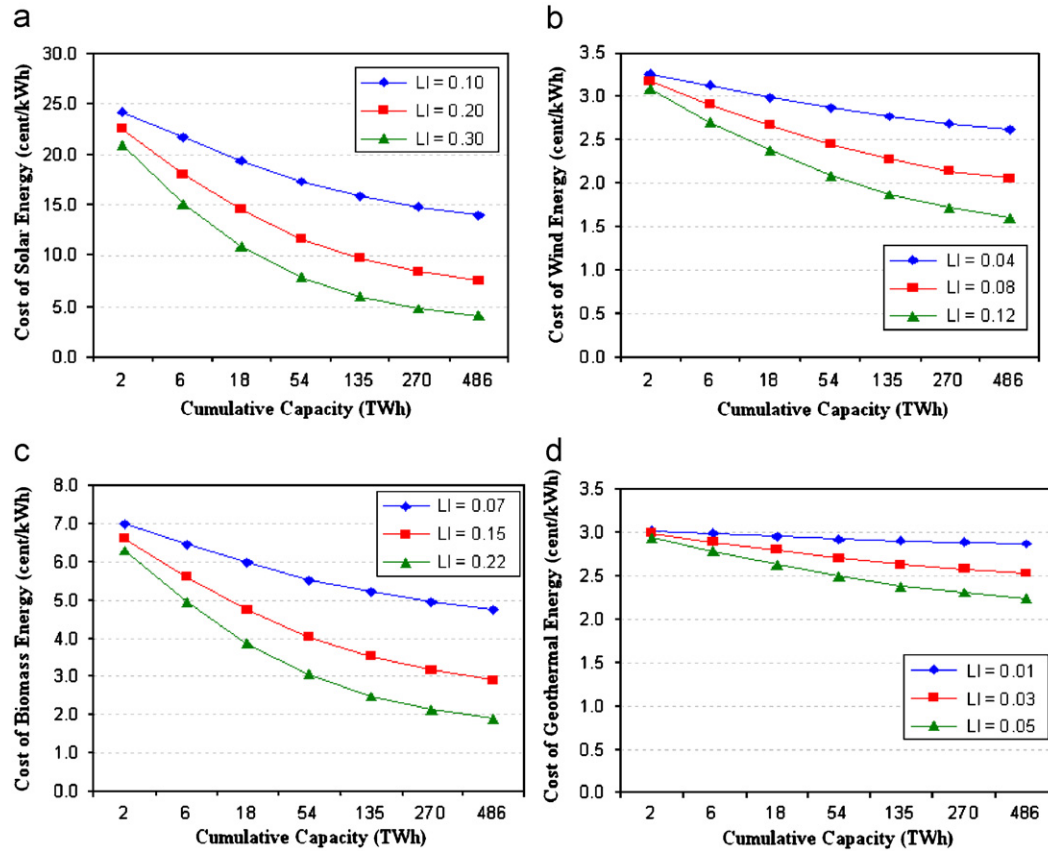 a
Cost of Solar Energy (cent/kWh)
30.0
25.0
20.0
15.0
10.0
5.0
0.0
LI = 0.10
LI = 0.20
LI = 0.30
2 6 18 54 135 270 486
Cumulative Capacity (TWh)
b
Cost of Wind Energy (cent/kWh)
3.5
3.0
2.5
2.0
1.5
1.0
0.5
0.0
LI = 0.04
LI = 0.08
LI = 0.12
2 6 18 54 135 270 486
Cumulative Capacity (TWh)
c
Cost of Biomass Energy (cent/kWh)
8.0
7.0
6.0
5.0
4.0
3.0
2.0
1.0
0.0
LI = 0.07
LI = 0.15
LI = 0.22
2 6 18 54 135 270 486
Cumulative Capacity (TWh)
d
Cost of Geothermal Energy (cent/kWh)
3.5
3.0
2.5
2.0
1.5
1.0
0.5
0.0
LI = 0.01
LI = 0.03
LI = 0.05
2 6 18 54 135 270 486
Cumulative Capacity (TWh)